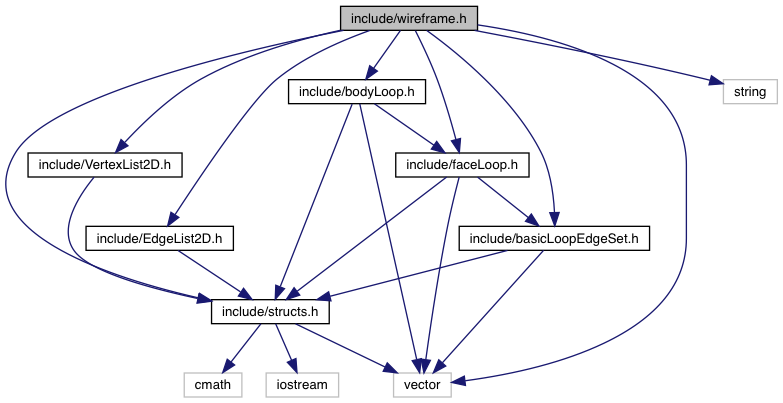 include/wireframe.h
include/bodyLoop.h
string
include/VertexList2D.h
include/faceLoop.h
include/EdgeList2D.h
include/basicLoopEdgeSet.h
include/structs.h
cmath
iostream
vector